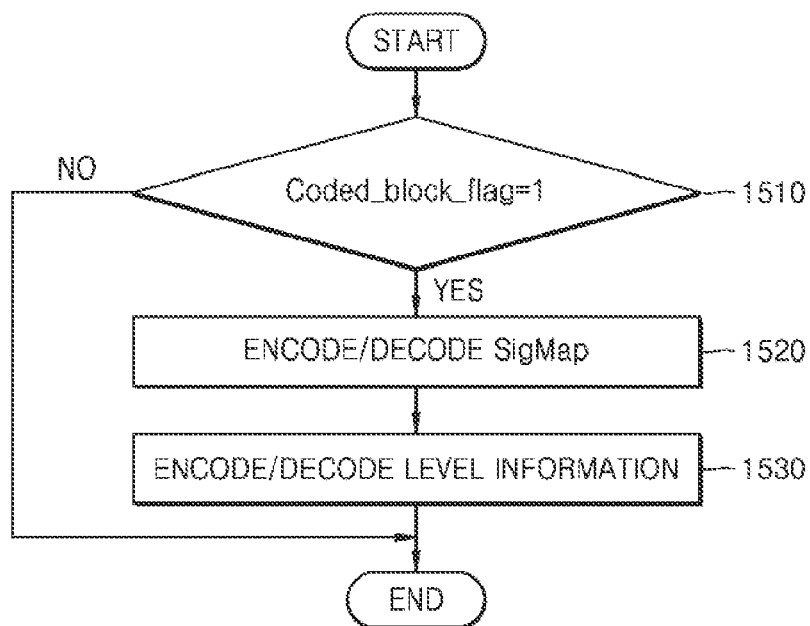 START
NO
Coded_block_flag=1
1510
YES
ENCODE/DECODE SigMap
1520
ENCODE/DECODE LEVEL INFORMATION
1530
END